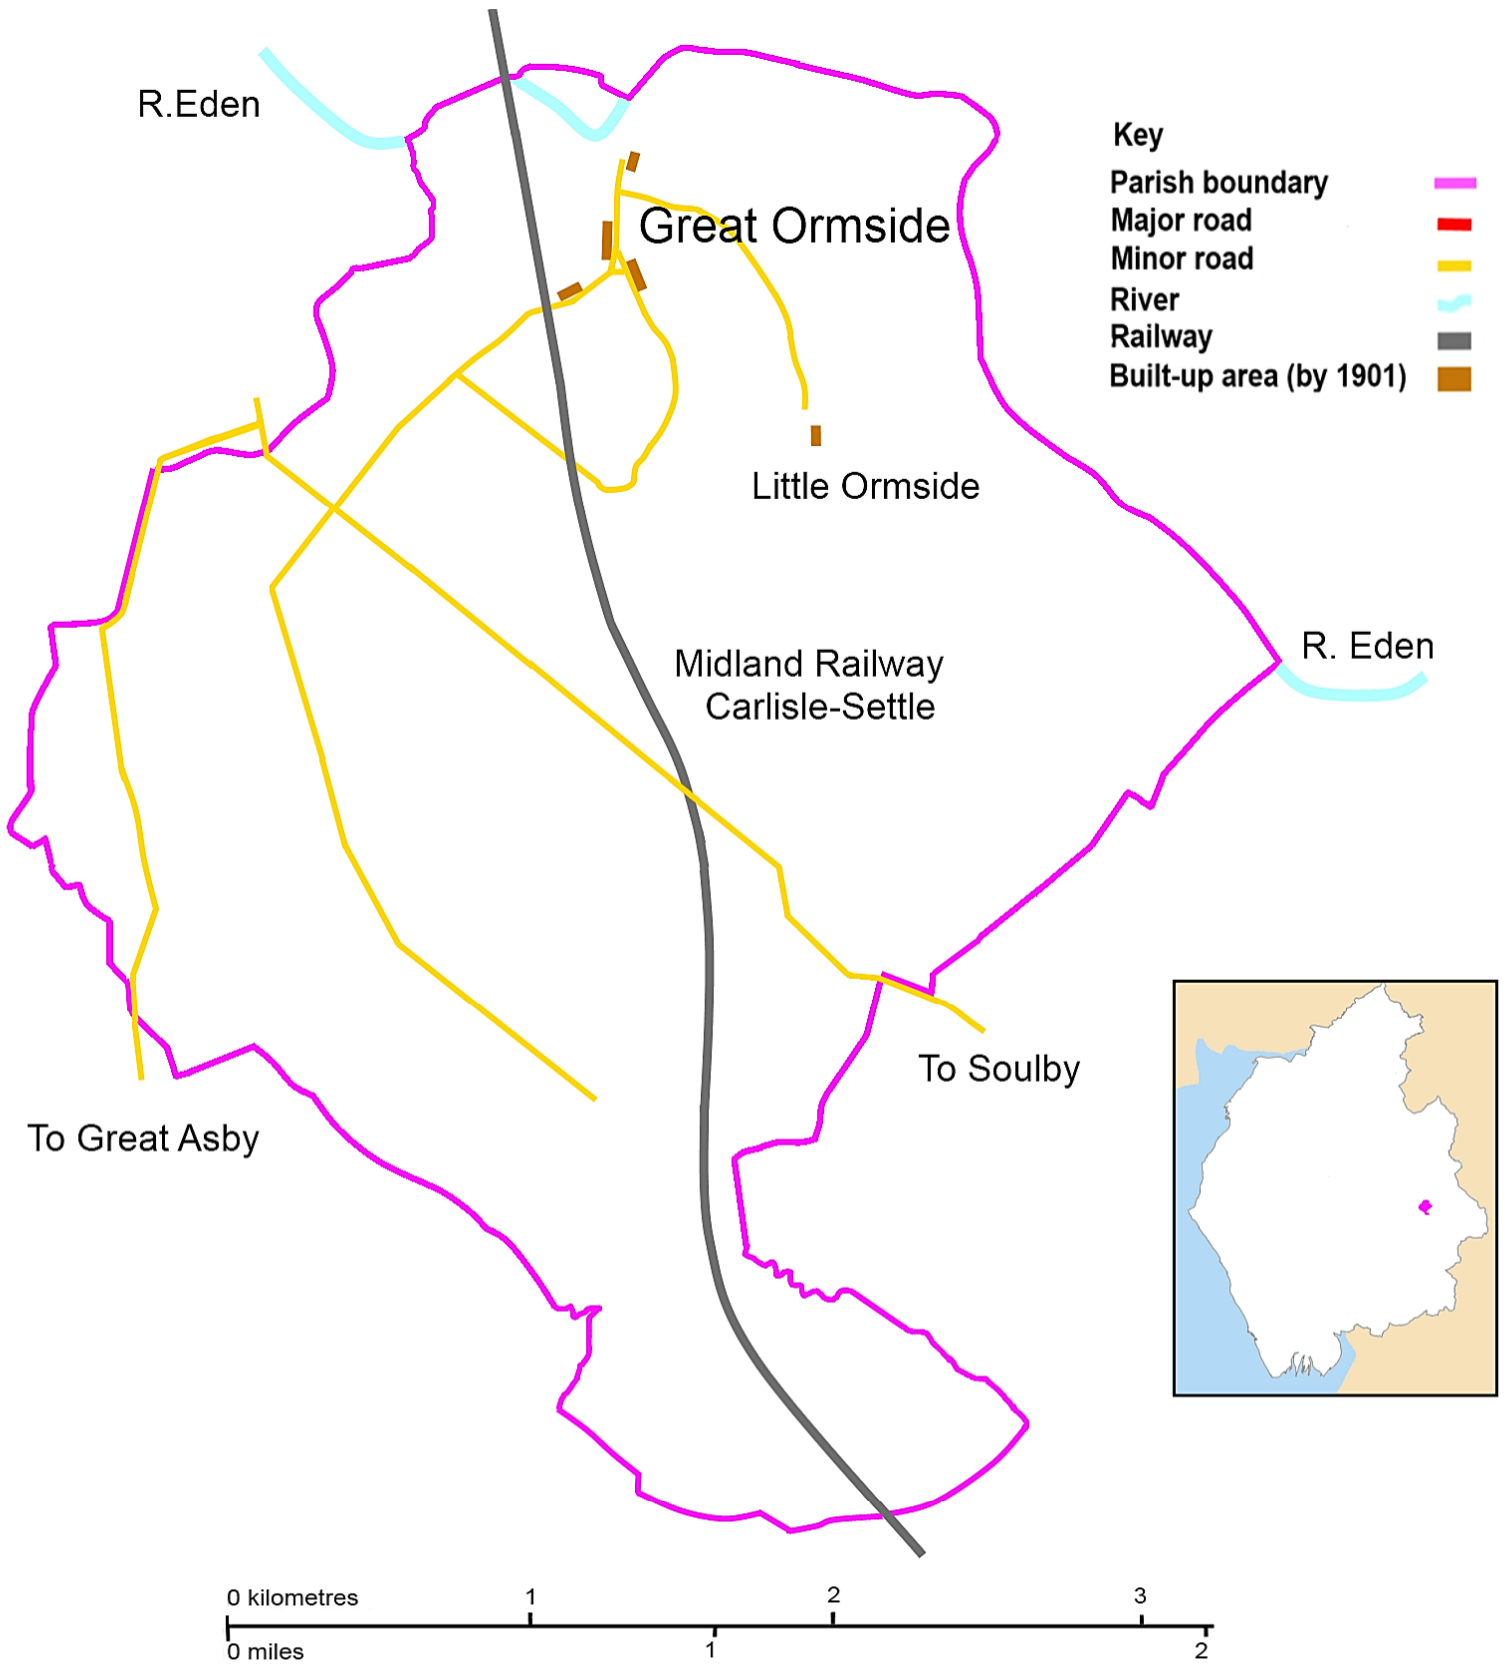 R.Eden
Key
Parish boundary
Major road
Minor road
River
Railway
Built-up area (by 1901)
Great Ormside
Little Ormside
R. Eden
Midland Railway
Carlisle-Settle
To Soulby
To Great Asby
0 kilometres 1 2 3
0 miles 1 2